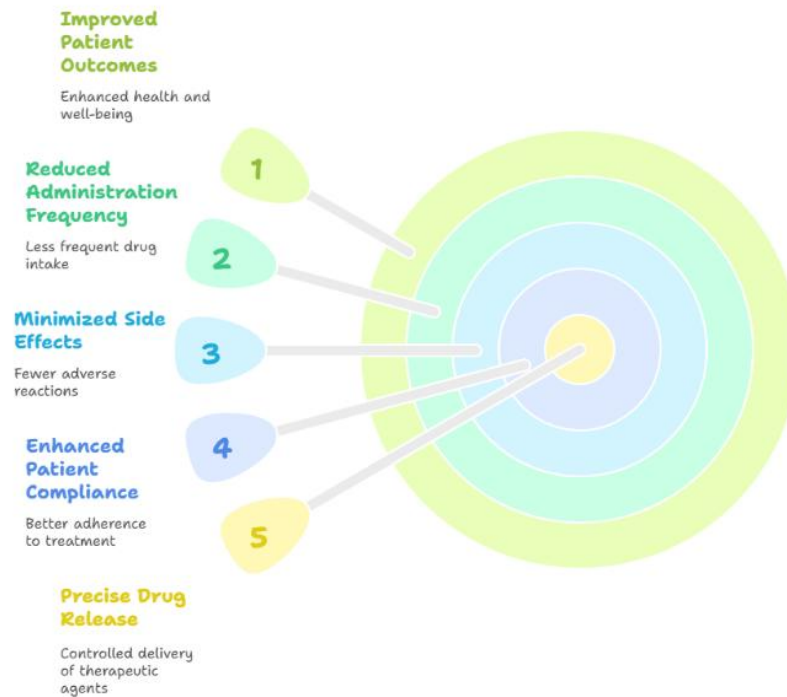 Improved
Patient
Outcomes
Enhanced health and
well-being
1
Reduced
Administration
Frequency
Less frequent drug
intake
2
Minimized Side
Effects
Fewer adverse
reactions
3
Enhanced
Patient
Compliance
Better adherence
to treatment
4
5
Precise Drug
Release
Controlled delivery
of therapeutic
agents